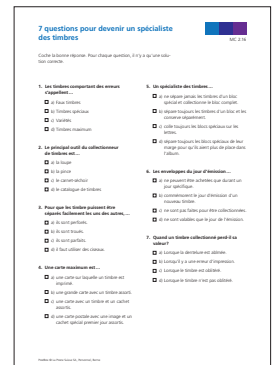 7 questions pour devenir un spécialiste
des timbres
MC 2.16
Coche la bonne réponse. Pour chaque question, il n'y a qu'une solu-
tion correcte.
1. Les timbres comportant des erreurs
s'appellent…
a) Faux timbres
b) Timbres spéciaux
c) Variétés
d) Timbres maximum
2. Le principal outil du collectionneur
de timbres est…
a) la loupe
b) la pince
c) le carnet-échoir
d) le catalogue de timbres
3. Pour que les timbres puissent être
séparés facilement les uns des autres,…
a) ils sont perforés.
b) ils sont troués.
c) ils sont parfaits.
d) il faut utiliser des ciseaux.
4. Une carte maximum est…
a) une carte sur laquelle un timbre est
imprimé.
b) une grande carte avec un timbre assorti.
c) une carte avec un timbre et un cachet
assortis.
d) une carte postale avec une image et un
cachet spécial premier jour assortis.
5. Un spécialiste des timbres…
a) ne sépare jamais les timbres d'un bloc
spécial et collectionne le bloc complet.
b) sépare toujours les timbres d'un bloc et les
conserve séparément.
c) colle toujours les blocs spéciaux sur les
lettres.
d) sépare toujours les blocs spéciaux de leur
marge pour qu'ils aient plus de place dans
l'album.
6. Les enveloppes du jour d'émission…
a) ne peuvent être achetées que durant un
jour spécifique.
b) commémorent le jour d'émission d'un
nouveau timbre.
c) ne sont pas faites pour être collectionnées.
d) ne sont valables que le jour de l'émission.
7. Quand un timbre collectionné perd-il sa
valeur?
a) Lorsque la dentelure est abîmée.
b) Lorsqu'il y a une erreur d'impression.
c) Lorsque le timbre est oblitéré.
d) Lorsque le timbre n'est pas oblitéré.